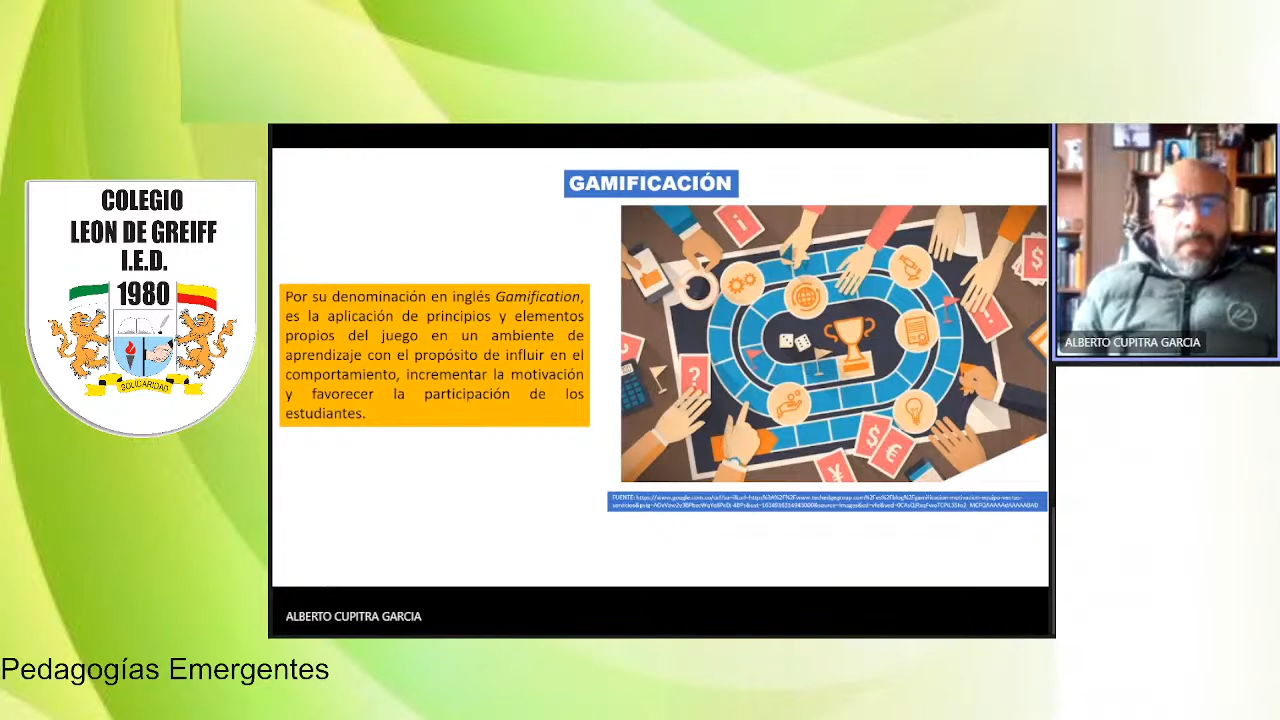 COLEGIO
LEON DE GREIFF
I.E.D.
1980
SOLIDARIDAD
GAMIFICACIÓN
Por su denominación en inglés Gamification,
es la aplicación de principios y elementos
propios del juego en un ambiente de
aprendizaje con el propósito de influir en el
comportamiento, incrementar la motivación
y favorecer la participación de los
estudiantes.
FUENTE:
ALBERTO CUPITRA GARCIA
ALBERTO CUPITRA GARCIA
Pedagogías Emergentes